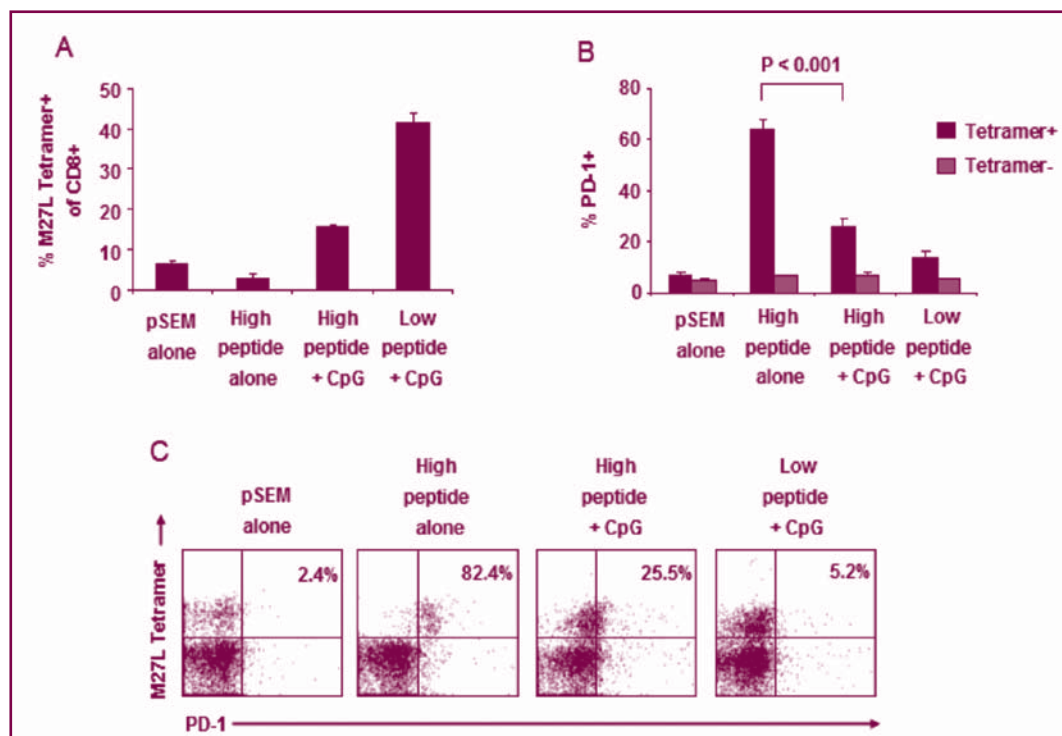 A
% M27L Tetramer+
of CD8+
50
40
30
20
10
0
pSEM
alone
High
peptide
alone
High
peptide
+ CpG
Low
peptide
+ CpG
B
P < 0.001
% PD-1+
80
60
40
20
0
Tetramer+
Tetramer-
pSEM
alone
High
peptide
alone
High
peptide
+ CpG
Low
peptide
+ CpG
C
pSEM
alone
High
peptide
alone
High
peptide
+ CpG
Low
peptide
+ CpG
M27L Tetramer
2.4%
82.4%
25.5%
5.2%
PD-1